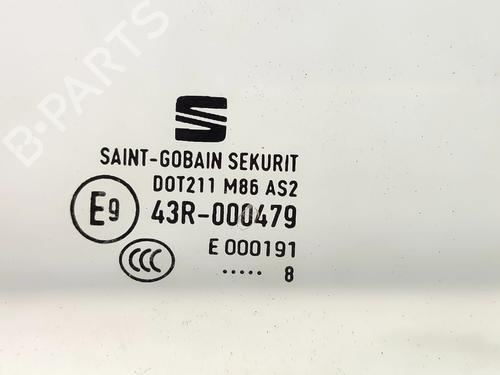 B-PARTS
SAINT-GOBAIN SEKURIT
DOT211 M86 AS2
E9 43R-000479
E 000191
CCC ..... 8